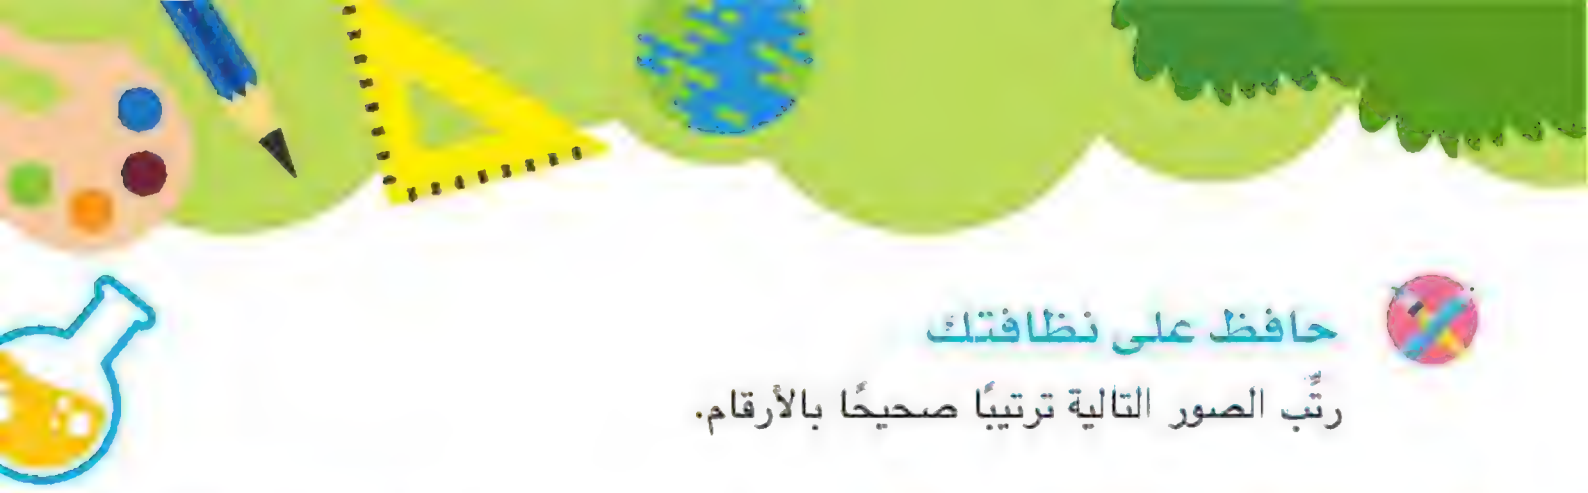 حافظ على نظافتك
رتِّب الصور التالية ترتيبًا صحيحًا بالأرقام.